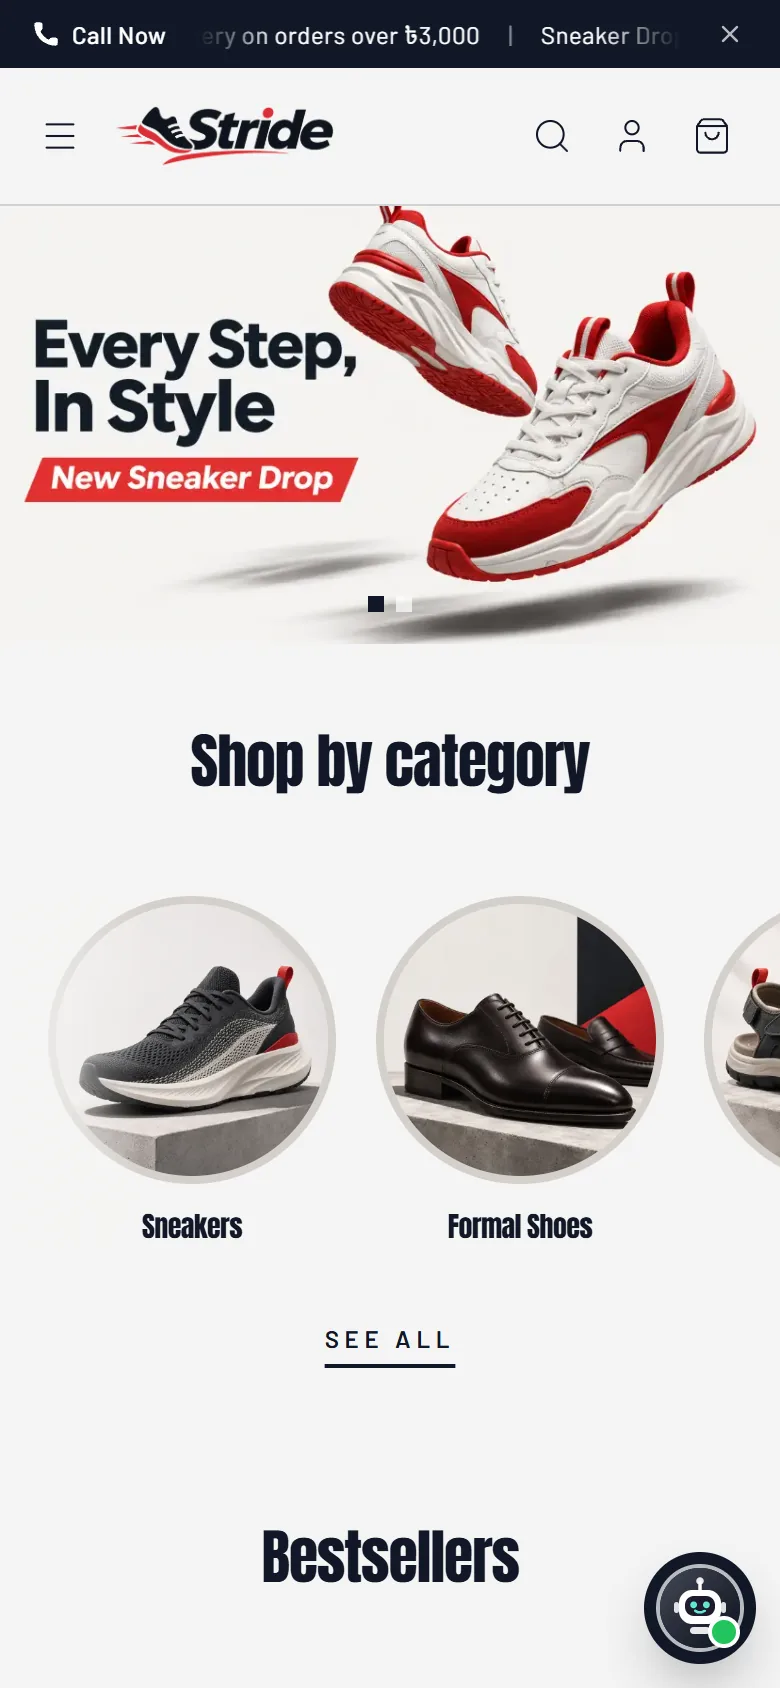 Call Now
ery on orders over ৳3,000 | Sneaker Drop
Stride
Every Step,
In Style
New Sneaker Drop
Shop by category
Sneakers
Formal Shoes
SEE ALL
Bestsellers